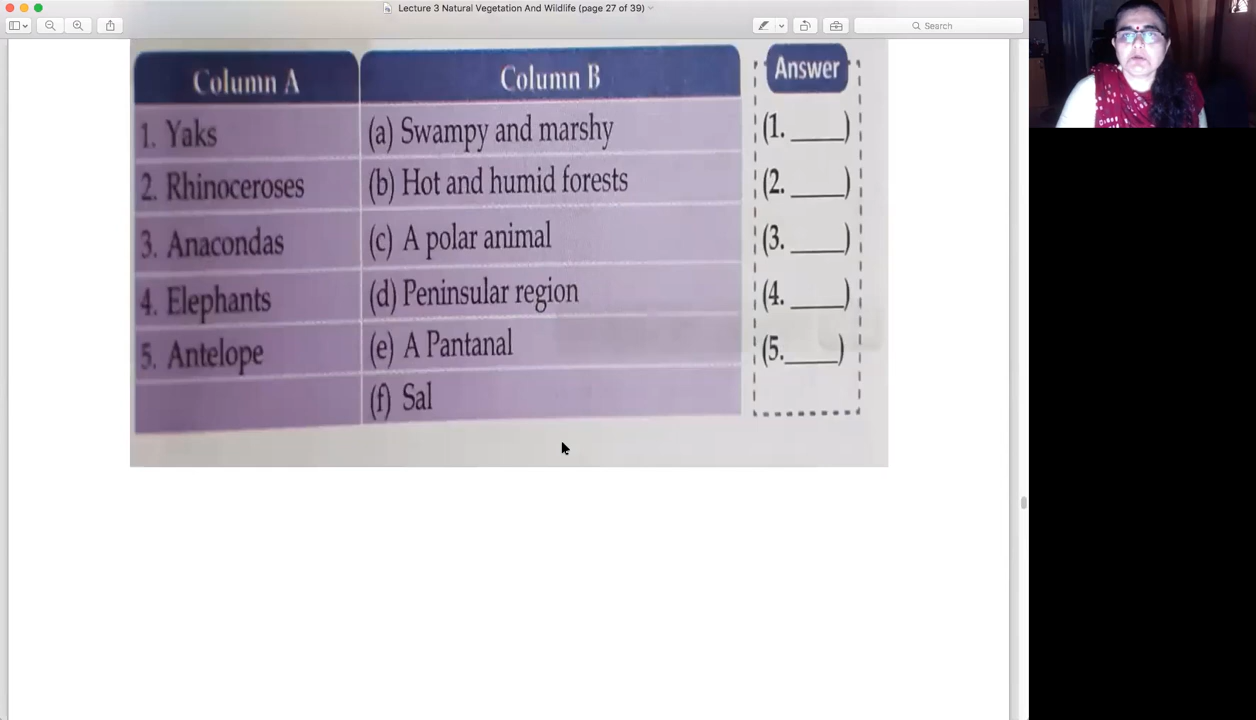 Lecture 3 Natural Vegetation And Wildlife (page 27 of 39)
Search
Column A Column B Answer
1. Yaks (a) Swampy and marshy (1. ____)
2. Rhinoceroses (b) Hot and humid forests (2. ____)
3. Anacondas (c) A polar animal (3. ____)
4. Elephants (d) Peninsular region (4. ____)
5. Antelope (e) A Pantanal (5.____)
(f) Sal